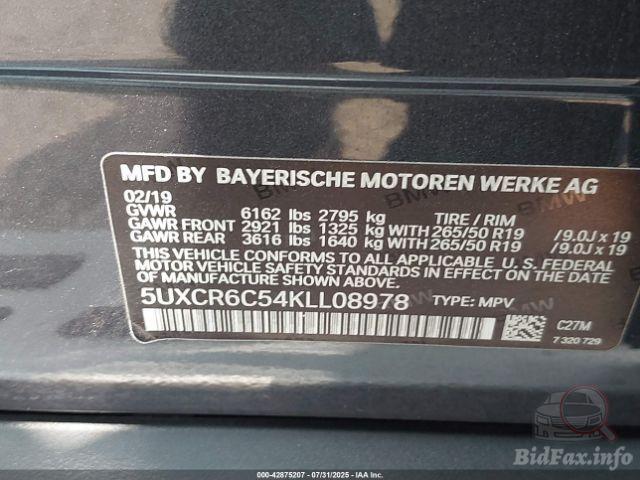 MFD BY BAYERISCHE MOTOREN WERKE AG
02/19
GVWR 6162 lbs 2795 kg TIRE / RIM
GAWR FRONT 2921 lbs 1325 kg WITH 265/50 R19 /9.0J x 19
GAWR REAR 3616 lbs 1640 kg WITH 265/50 R19 /9.0J x 19
THIS VEHICLE CONFORMS TO ALL APPLICABLE U.S. FEDERAL
MOTOR VEHICLE SAFETY STANDARDS IN EFFECT ON THE DATE
OF MANUFACTURE SHOWN ABOVE.
5UXCR6C54KLL08978 TYPE: MPV
C27M
7 320 729
BidFax.info
000-42875207 - 07/31/2025 - IAA Inc.